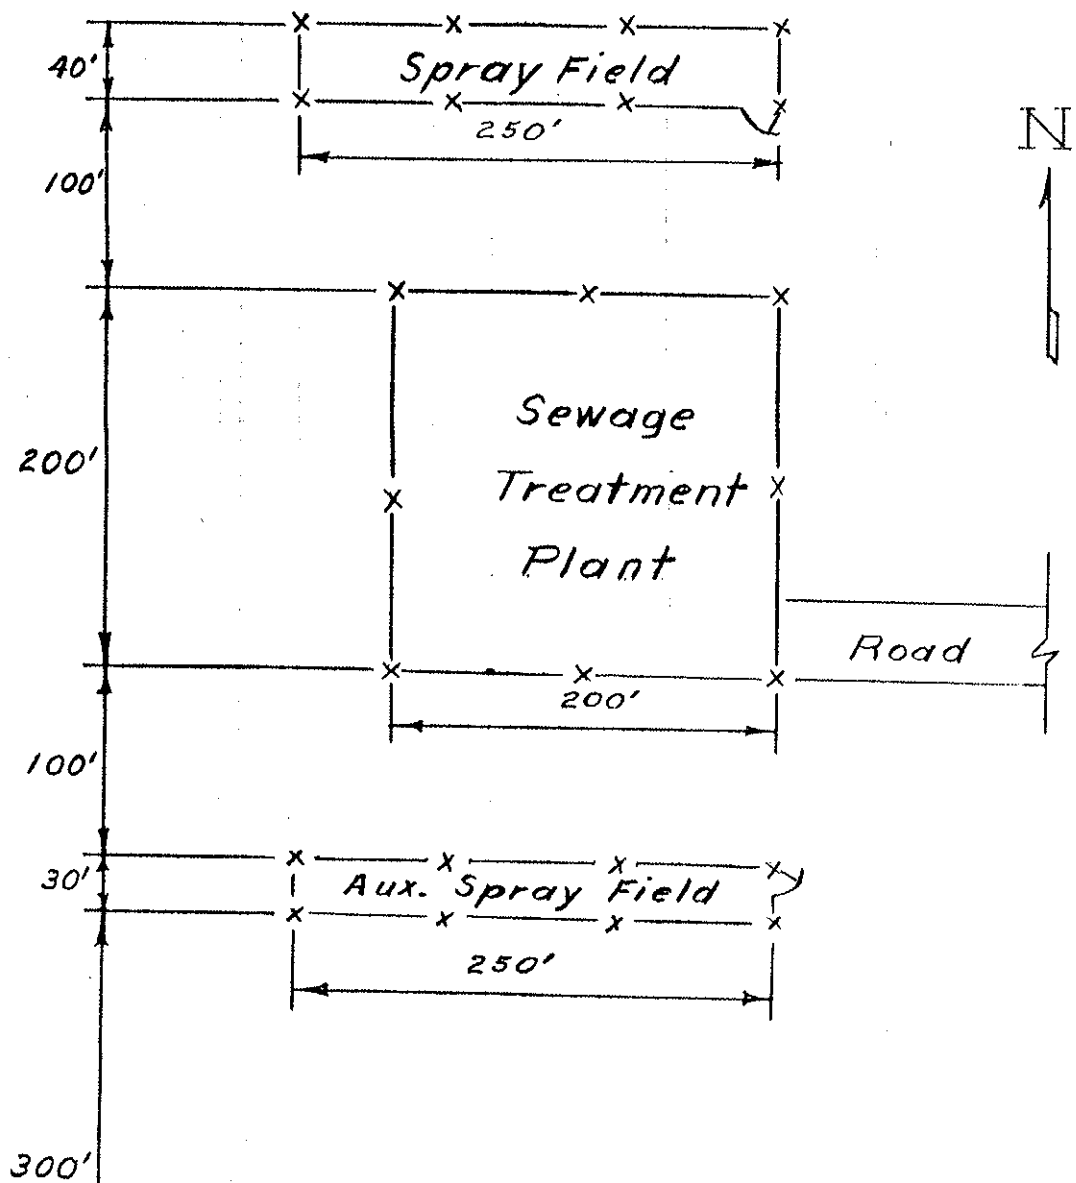 40'
Spray Field
250'
N
100'
200'
Sewage
Treatment
Plant
Road
200'
100'
30'
Aux. Spray Field
250'
300'